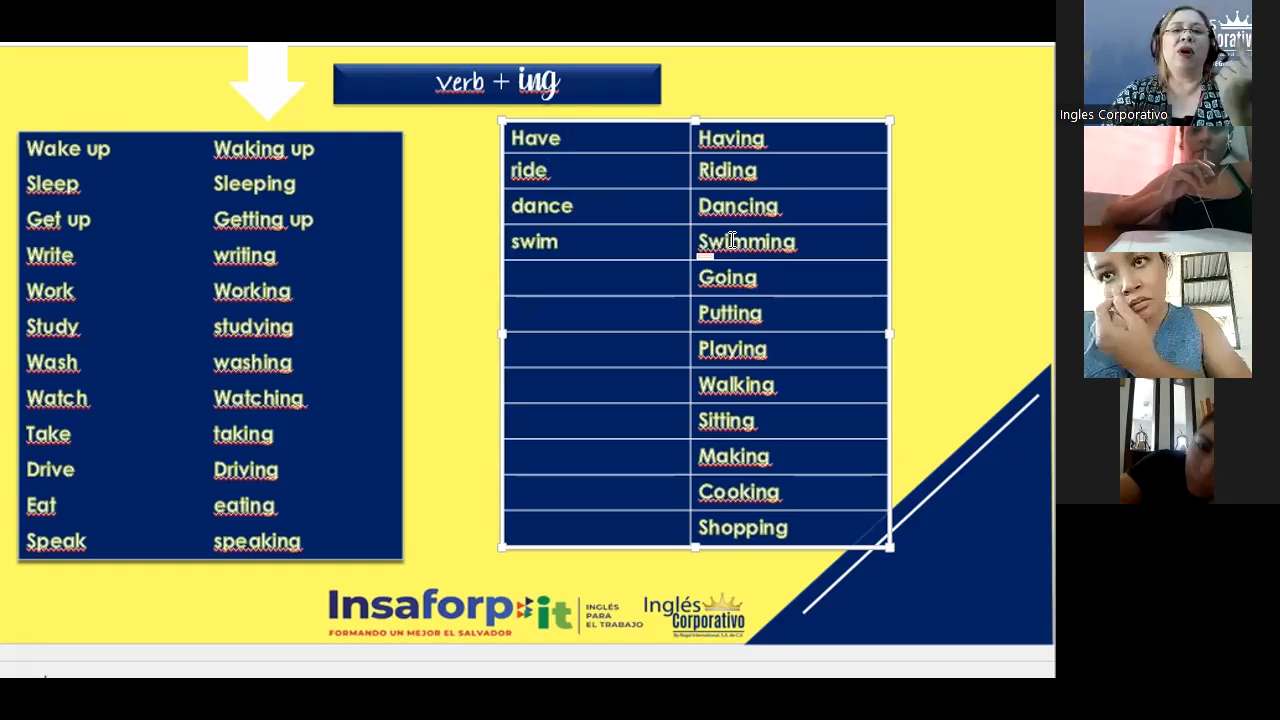 verb + ing
Wake up Waking up
Sleep Sleeping
Get up Getting up
Write writing
Work Working
Study studying
Wash washing
Watch Watching
Take taking
Drive Driving
Eat eating
Speak speaking
Have Having
ride Riding
dance Dancing
swim Swimming
Going
Putting
Playing
Walking
Sitting
Making
Cooking
Shopping
Insaforp it
FORMANDO UN MEJOR EL SALVADOR
INGLÉS
PARA
EL TRABAJO
Inglés
Corporativo
Ingles Corporativo